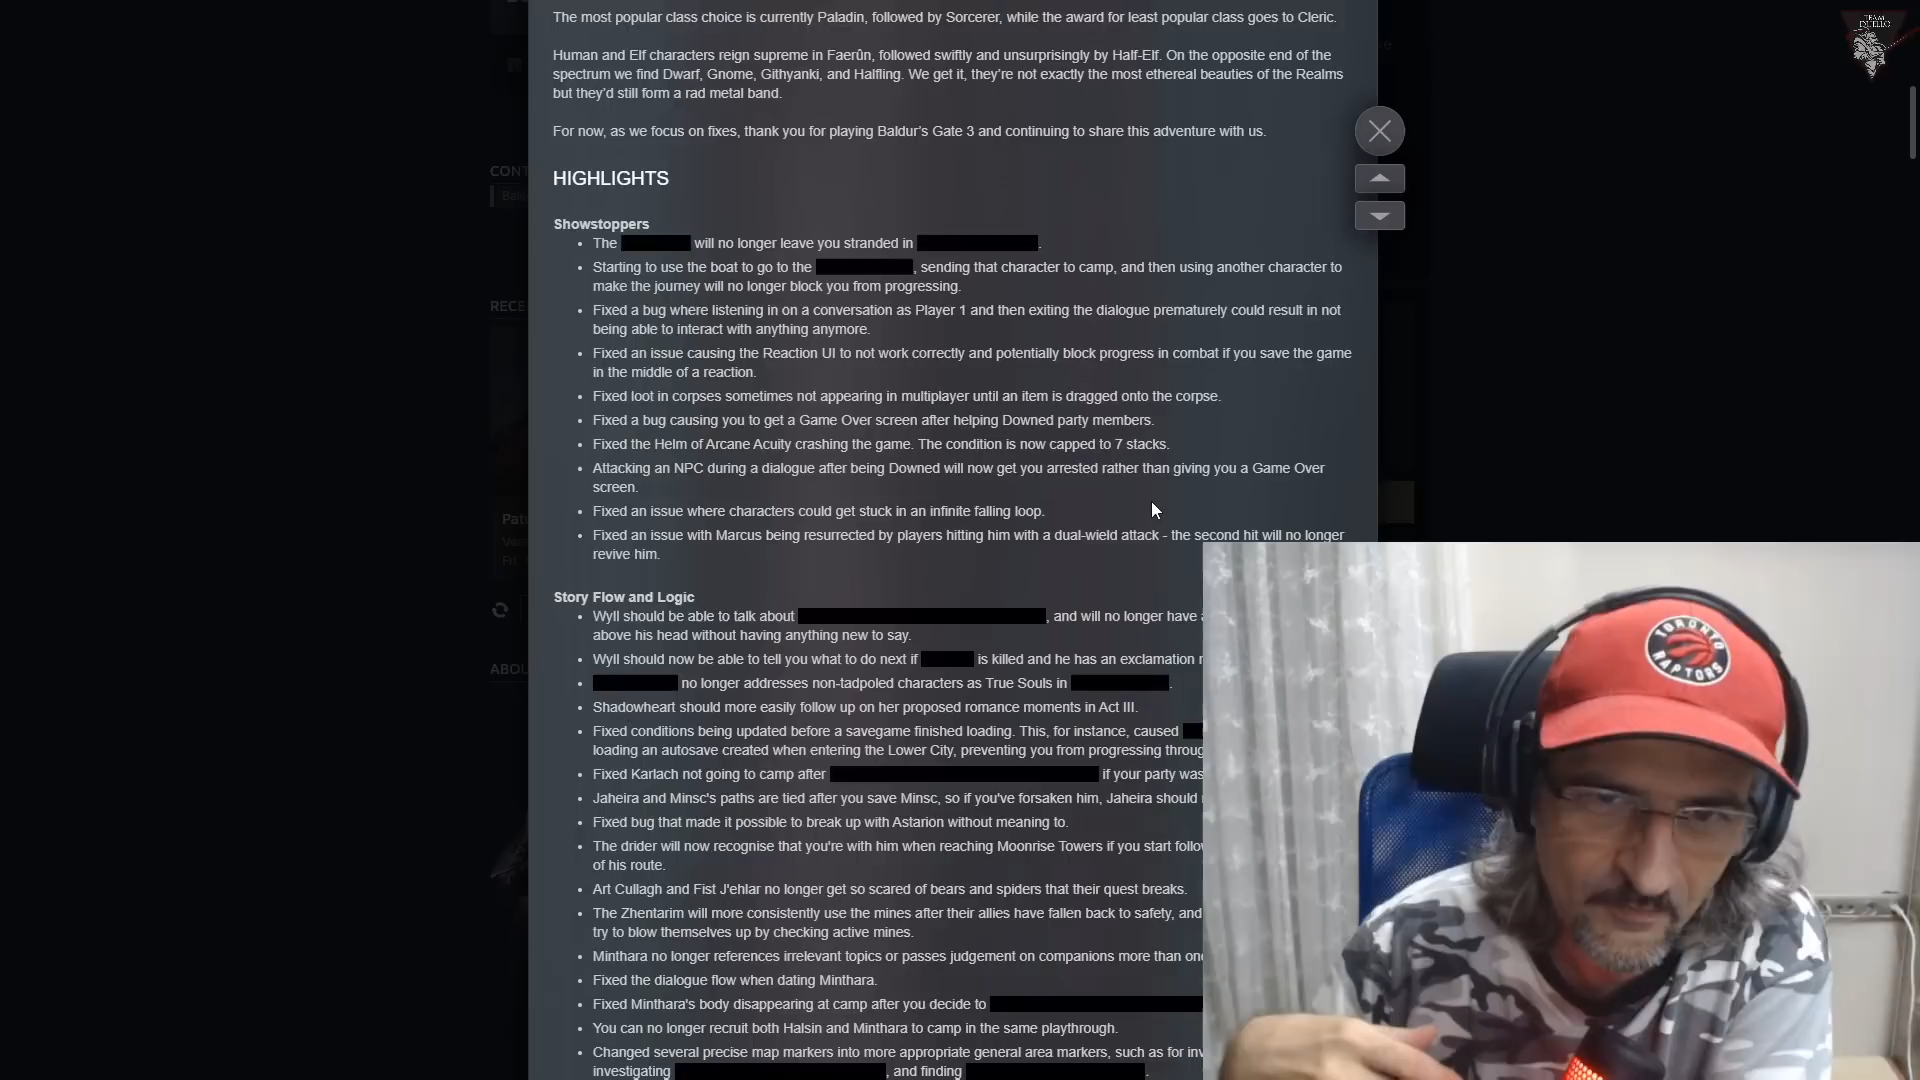 The most popular class choice is currently Paladin, followed by Sorcerer, while the award for least popular class goes to Cleric.
Human and Elf characters reign supreme in Faerûn, followed swiftly and unsurprisingly by Half-Elf. On the opposite end of the
spectrum we find Dwarf, Gnome, Githyanki, and Halfling. We get it, they're not exactly the most ethereal beauties of the Realms
but they'd still form a rad metal band.
For now, as we focus on fixes, thank you for playing Baldur's Gate 3 and continuing to share this adventure with us.
HIGHLIGHTS
Showstoppers
The will no longer leave you stranded in .
Starting to use the boat to go to the , sending that character to camp, and then using another character to
make the journey will no longer block you from progressing.
Fixed a bug where listening in on a conversation as Player 1 and then exiting the dialogue prematurely could result in not
being able to interact with anything anymore.
Fixed an issue causing the Reaction UI to not work correctly and potentially block progress in combat if you save the game
in the middle of a reaction.
Fixed loot in corpses sometimes not appearing in multiplayer until an item is dragged onto the corpse.
Fixed a bug causing you to get a Game Over screen after helping Downed party members.
Fixed the Helm of Arcane Acuity crashing the game. The condition is now capped to 7 stacks.
Attacking an NPC during a dialogue after being Downed will now get you arrested rather than giving you a Game Over
screen.
Fixed an issue where characters could get stuck in an infinite falling loop.
Fixed an issue with Marcus being resurrected by players hitting him with a dual-wield attack - the second hit will no longer
revive him.
Story Flow and Logic
Wyll should be able to talk about , and will no longer have
above his head without having anything new to say.
Wyll should now be able to tell you what to do next if is killed and he has an exclamation
no longer addresses non-tadpoled characters as True Souls in .
Shadowheart should more easily follow up on her proposed romance moments in Act III.
Fixed conditions being updated before a savegame finished loading. This, for instance, caused
loading an autosave created when entering the Lower City, preventing you from progressing throug
Fixed Karlach not going to camp after if your party was
Jaheira and Minsc's paths are tied after you save Minsc, so if you've forsaken him, Jaheira should
Fixed bug that made it possible to break up with Astarion without meaning to.
The drider will now recognise that you're with him when reaching Moonrise Towers if you start follow
of his route.
Art Cullagh and Fist J'ehlar no longer get so scared of bears and spiders that their quest breaks.
The Zhentarim will more consistently use the mines after their allies have fallen back to safety, and
try to blow themselves up by checking active mines.
Minthara no longer references irrelevant topics or passes judgement on companions more than on
Fixed the dialogue flow when dating Minthara.
Fixed Minthara's body disappearing at camp after you decide to
You can no longer recruit both Halsin and Minthara to camp in the same playthrough.
Changed several precise map markers into more appropriate general area markers, such as for inv
investigating , and finding .
CONT
RECE
Patc
ABOU
TEAM
DUELLO
TORONTO
RAPTORS